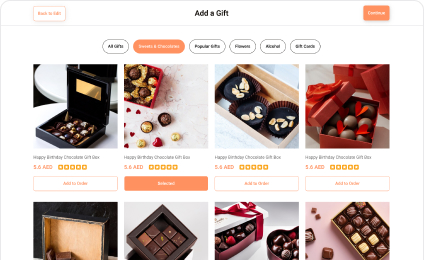 Back to Edit
Add a Gift
Continue
All Gifts
Sweets & Chocolates
Popular Gifts
Flowers
Alcohol
Gift Cards
Happy Birthday Chocolate Gift Box
Happy Birthday Chocolate Gift Box
Happy Birthday Chocolate Gift Box
Happy Birthday Chocolate Gift Box
5.6 AED
5.6 AED
5.6 AED
5.6 AED
Add to Order
Selected
Add to Order
Add to Order